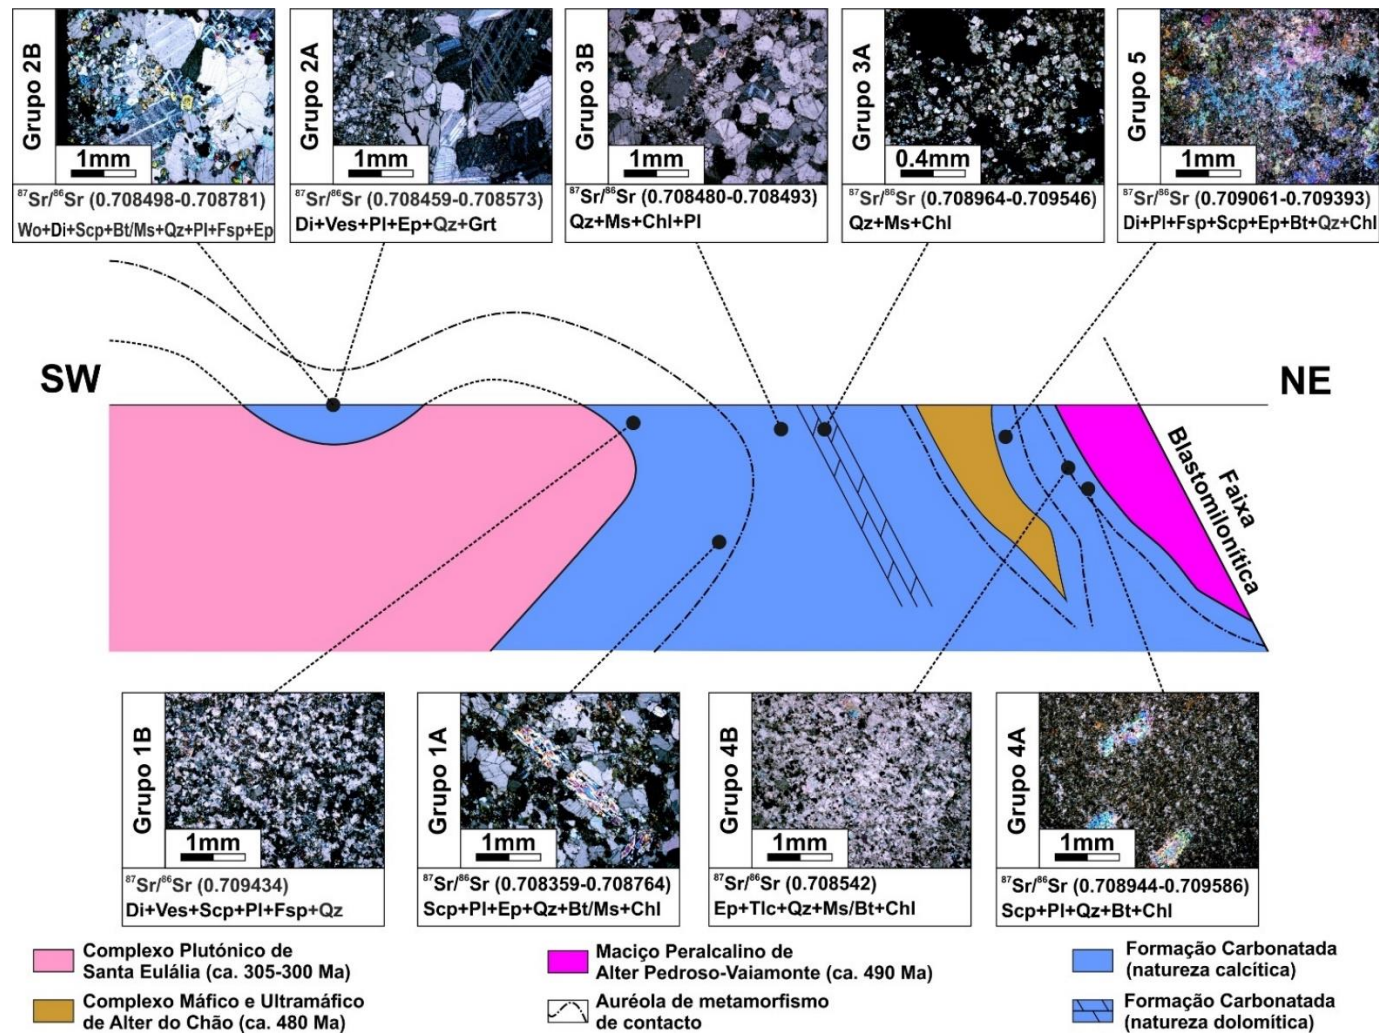 Grupo 2B
1mm
⁸⁷Sr/⁸⁶Sr (0.708498-0.708781)
Wo+Di+Scp+Bt/Ms+Qz+Pl+Fsp+Ep
Grupo 2A
1mm
⁸⁷Sr/⁸⁶Sr (0.708459-0.708573)
Di+Ves+Pl+Ep+Qz+Grt
Grupo 3B
1mm
⁸⁷Sr/⁸⁶Sr (0.708480-0.708493)
Qz+Ms+Chl+Pl
Grupo 3A
0.4mm
⁸⁷Sr/⁸⁶Sr (0.708964-0.709546)
Qz+Ms+Chl
Grupo 5
1mm
⁸⁷Sr/⁸⁶Sr (0.709061-0.709393)
Di+Pl+Fsp+Scp+Ep+Bt+Qz+Chl
SW
NE
Faixa
Blastomilonítica
Grupo 1B
1mm
⁸⁷Sr/⁸⁶Sr (0.709434)
Di+Ves+Scp+Pl+Fsp+Qz
Grupo 1A
1mm
⁸⁷Sr/⁸⁶Sr (0.708359-0.708764)
Scp+Pl+Ep+Qz+Bt/Ms+Chl
Grupo 4B
1mm
⁸⁷Sr/⁸⁶Sr (0.708542)
Ep+Tlc+Qz+Ms/Bt+Chl
Grupo 4A
1mm
⁸⁷Sr/⁸⁶Sr (0.708944-0.709586)
Scp+Pl+Qz+Bt+Chl
Complexo Plutónico de
Santa Eulália (ca. 305-300 Ma)
Complexo Máfico e Ultramáfico
de Alter do Chão (ca. 480 Ma)
Maciço Peralcalino de
Alter Pedroso-Vaiamonte (ca. 490 Ma)
Auréola de metamorfismo
de contacto
Formação Carbonatada
(natureza calcítica)
Formação Carbonatada
(natureza dolomítica)